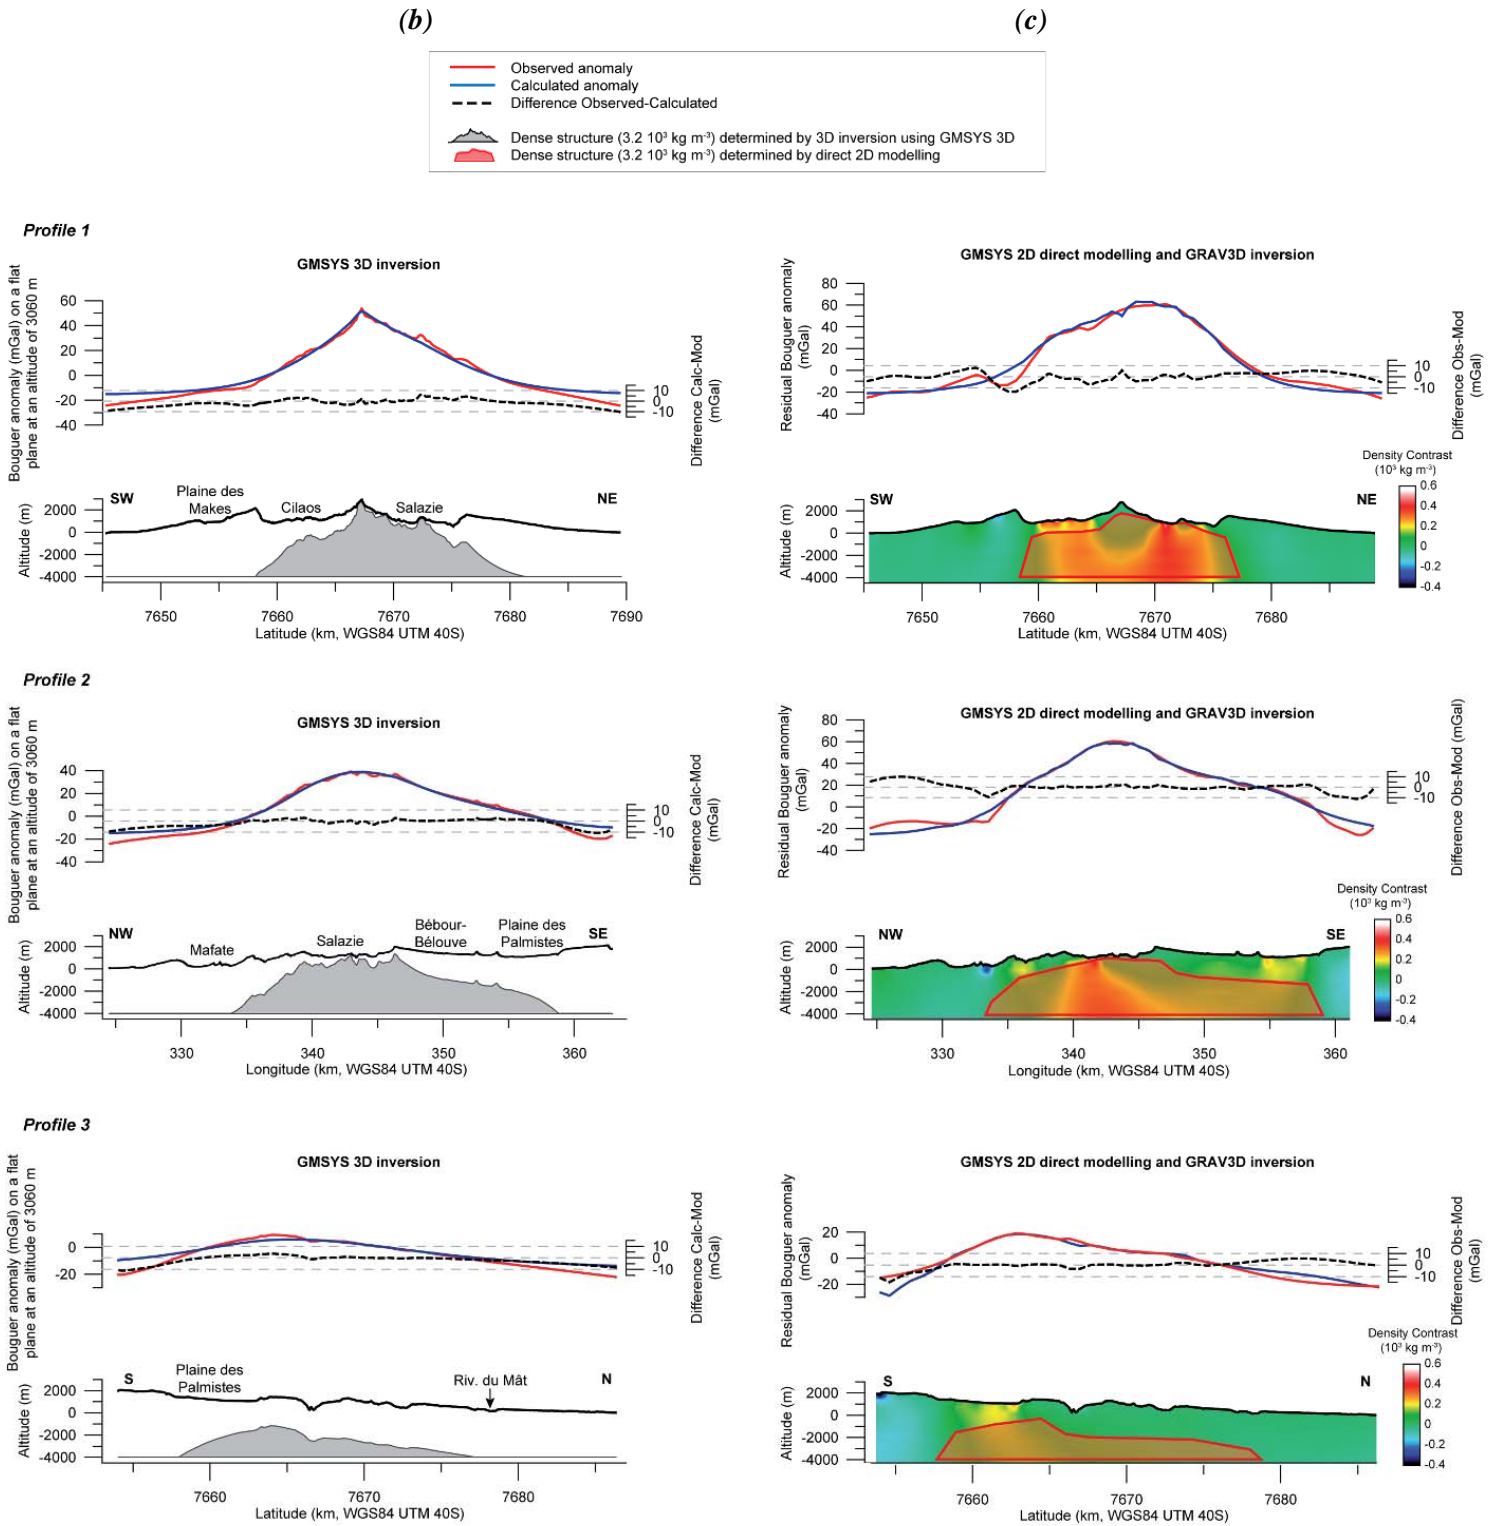 (b)
(c)
Observed anomaly
Calculated anomaly
Difference Observed-Calculated
Dense structure (3.2 10³ kg m⁻³) determined by 3D inversion using GMSYS 3D
Dense structure (3.2 10³ kg m⁻³) determined by direct 2D modelling
Profile 1
GMSYS 3D inversion
Bouguer anomaly (mGal) on a flat
plane at an altitude of 3060 m
60
40
20
0
-20
-40
10
0
-10
Difference Calc-Mod
(mGal)
Altitude (m)
2000
0
-2000
-4000
SW
Plaine des
Makes
Cilaos
Salazie
NE
7650
7660
7670
7680
7690
Latitude (km, WGS84 UTM 40S)
GMSYS 2D direct modelling and GRAV3D inversion
Residual Bouguer anomaly
(mGal)
80
60
40
20
0
-20
-40
10
0
-10
Difference Obs-Mod
(mGal)
Density Contrast
(10³ kg m⁻³)
0.6
0.4
0.2
0
-0.2
-0.4
Altitude (m)
2000
0
-2000
-4000
SW
NE
7650
7660
7670
7680
Latitude (km, WGS84 UTM 40S)
Profile 2
GMSYS 3D inversion
Bouguer anomaly (mGal) on a flat
plane at an altitude of 3060 m
40
20
0
-20
-40
10
0
-10
Difference Calc-Mod
(mGal)
Altitude (m)
2000
0
-2000
-4000
NW
Mafate
Salazie
Bébour-
Bélouve
Plaine des
Palmistes
SE
330
340
350
360
Longitude (km, WGS84 UTM 40S)
GMSYS 2D direct modelling and GRAV3D inversion
Residual Bouguer anomaly
(mGal)
80
60
40
20
0
-20
-40
10
0
-10
Difference Obs-Mod (mGal)
Density Contrast
(10³ kg m⁻³)
0.6
0.4
0.2
0
-0.2
-0.4
Altitude (m)
2000
0
-2000
-4000
NW
SE
330
340
350
360
Longitude (km, WGS84 UTM 40S)
Profile 3
GMSYS 3D inversion
Bouguer anomaly (mGal) on a flat
plane at an altitude of 3060 m
0
-20
10
0
-10
Difference Calc-Mod
(mGal)
Altitude (m)
2000
0
-2000
-4000
S
Plaine des
Palmistes
Riv. du Mât
N
7660
7670
7680
Latitude (km, WGS84 UTM 40S)
GMSYS 2D direct modelling and GRAV3D inversion
Residual Bouguer anomaly
(mGal)
20
0
-20
10
0
-10
Difference Obs-Mod
(mGal)
Density Contrast
(10³ kg m⁻³)
0.6
0.4
0.2
0
-0.2
-0.4
Altitude (m)
2000
0
-2000
-4000
S
N
7660
7670
7680
Latitude (km, WGS84 UTM 40S)